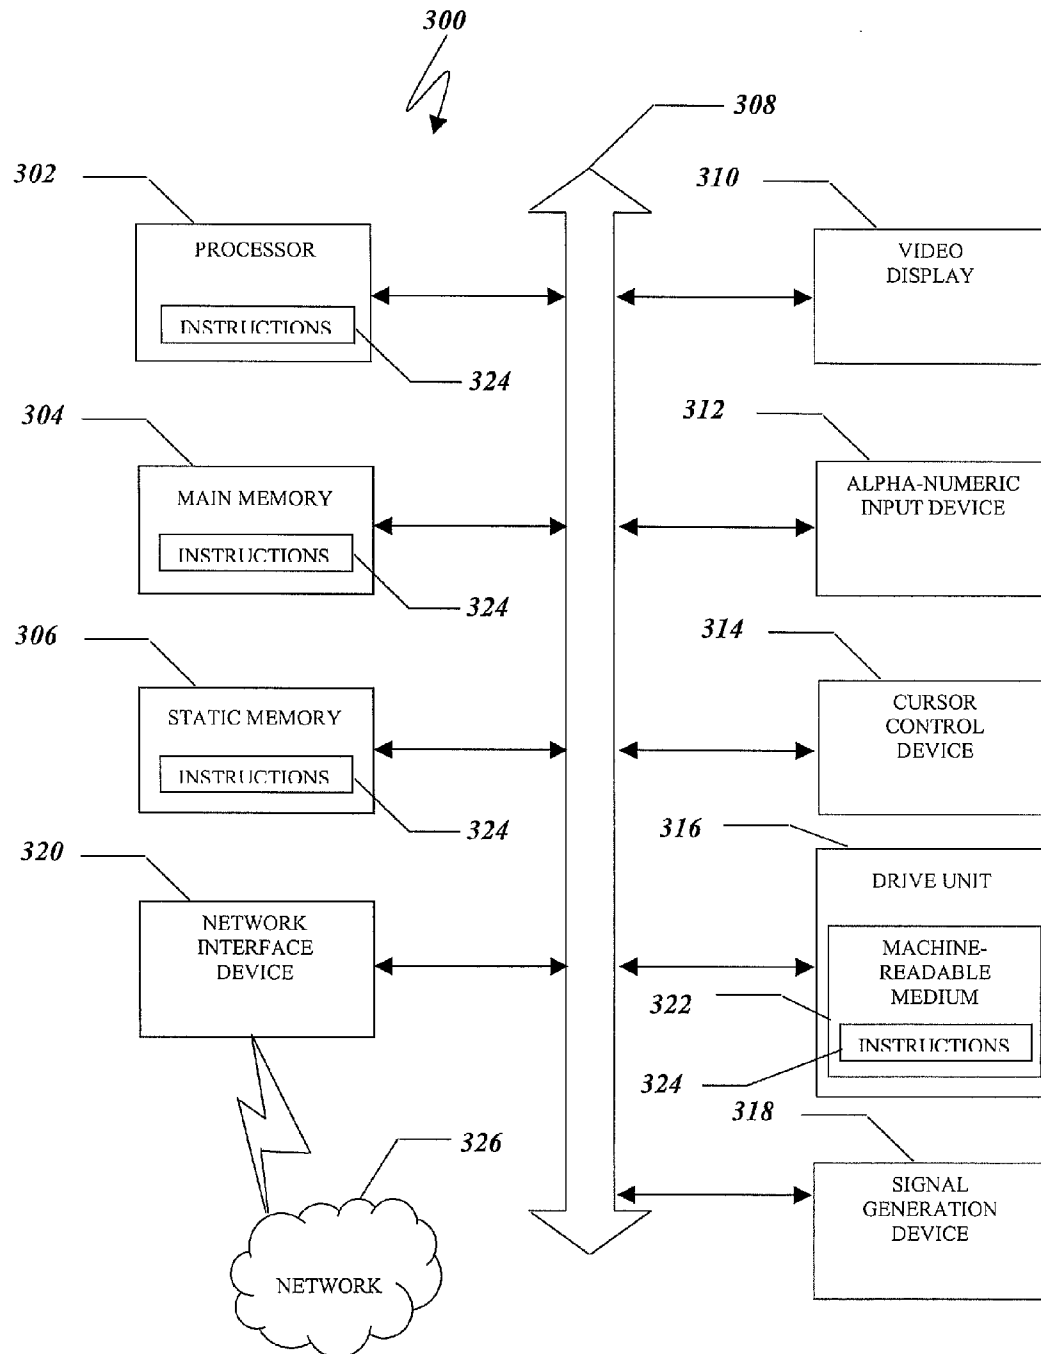 300
308
302
PROCESSOR
INSTRUCTIONS
324
310
VIDEO
DISPLAY
304
MAIN MEMORY
INSTRUCTIONS
324
312
ALPHA-NUMERIC
INPUT DEVICE
306
STATIC MEMORY
INSTRUCTIONS
324
314
CURSOR
CONTROL
DEVICE
320
NETWORK
INTERFACE
DEVICE
316
DRIVE UNIT
MACHINE-
READABLE
MEDIUM
322
INSTRUCTIONS
324
318
SIGNAL
GENERATION
DEVICE
326
NETWORK